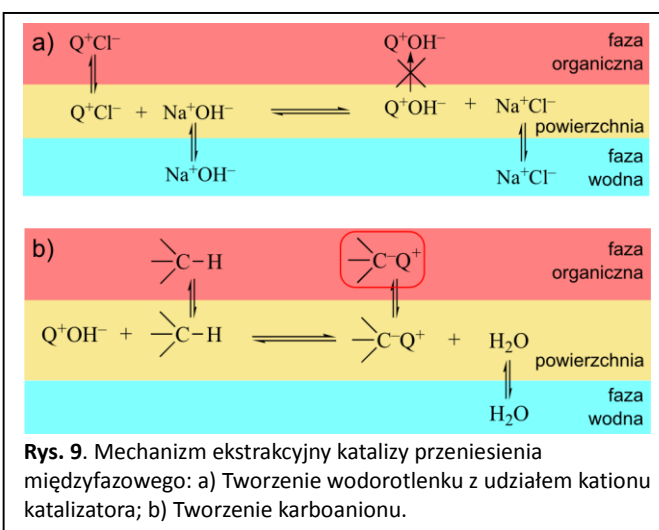 a) Q⁺Cl⁻ Q⁺OH⁻ faza
organiczna
Q⁺Cl⁻ + Na⁺OH⁻ Q⁺OH⁻ + Na⁺Cl⁻
powierzchnia
faza
Na⁺OH⁻ Na⁺Cl⁻ wodna
b) C-H C⁻Q⁺ faza
organiczna
Q⁺OH⁻ + C-H C⁻Q⁺ + H₂O
powierzchnia
faza
H₂O wodna
Rys. 9. Mechanizm ekstrakcyjny katalizy przeniesienia
międzyfazowego: a) Tworzenie wodorotlenku z udziałem kationu
katalizatora; b) Tworzenie karboanionu.